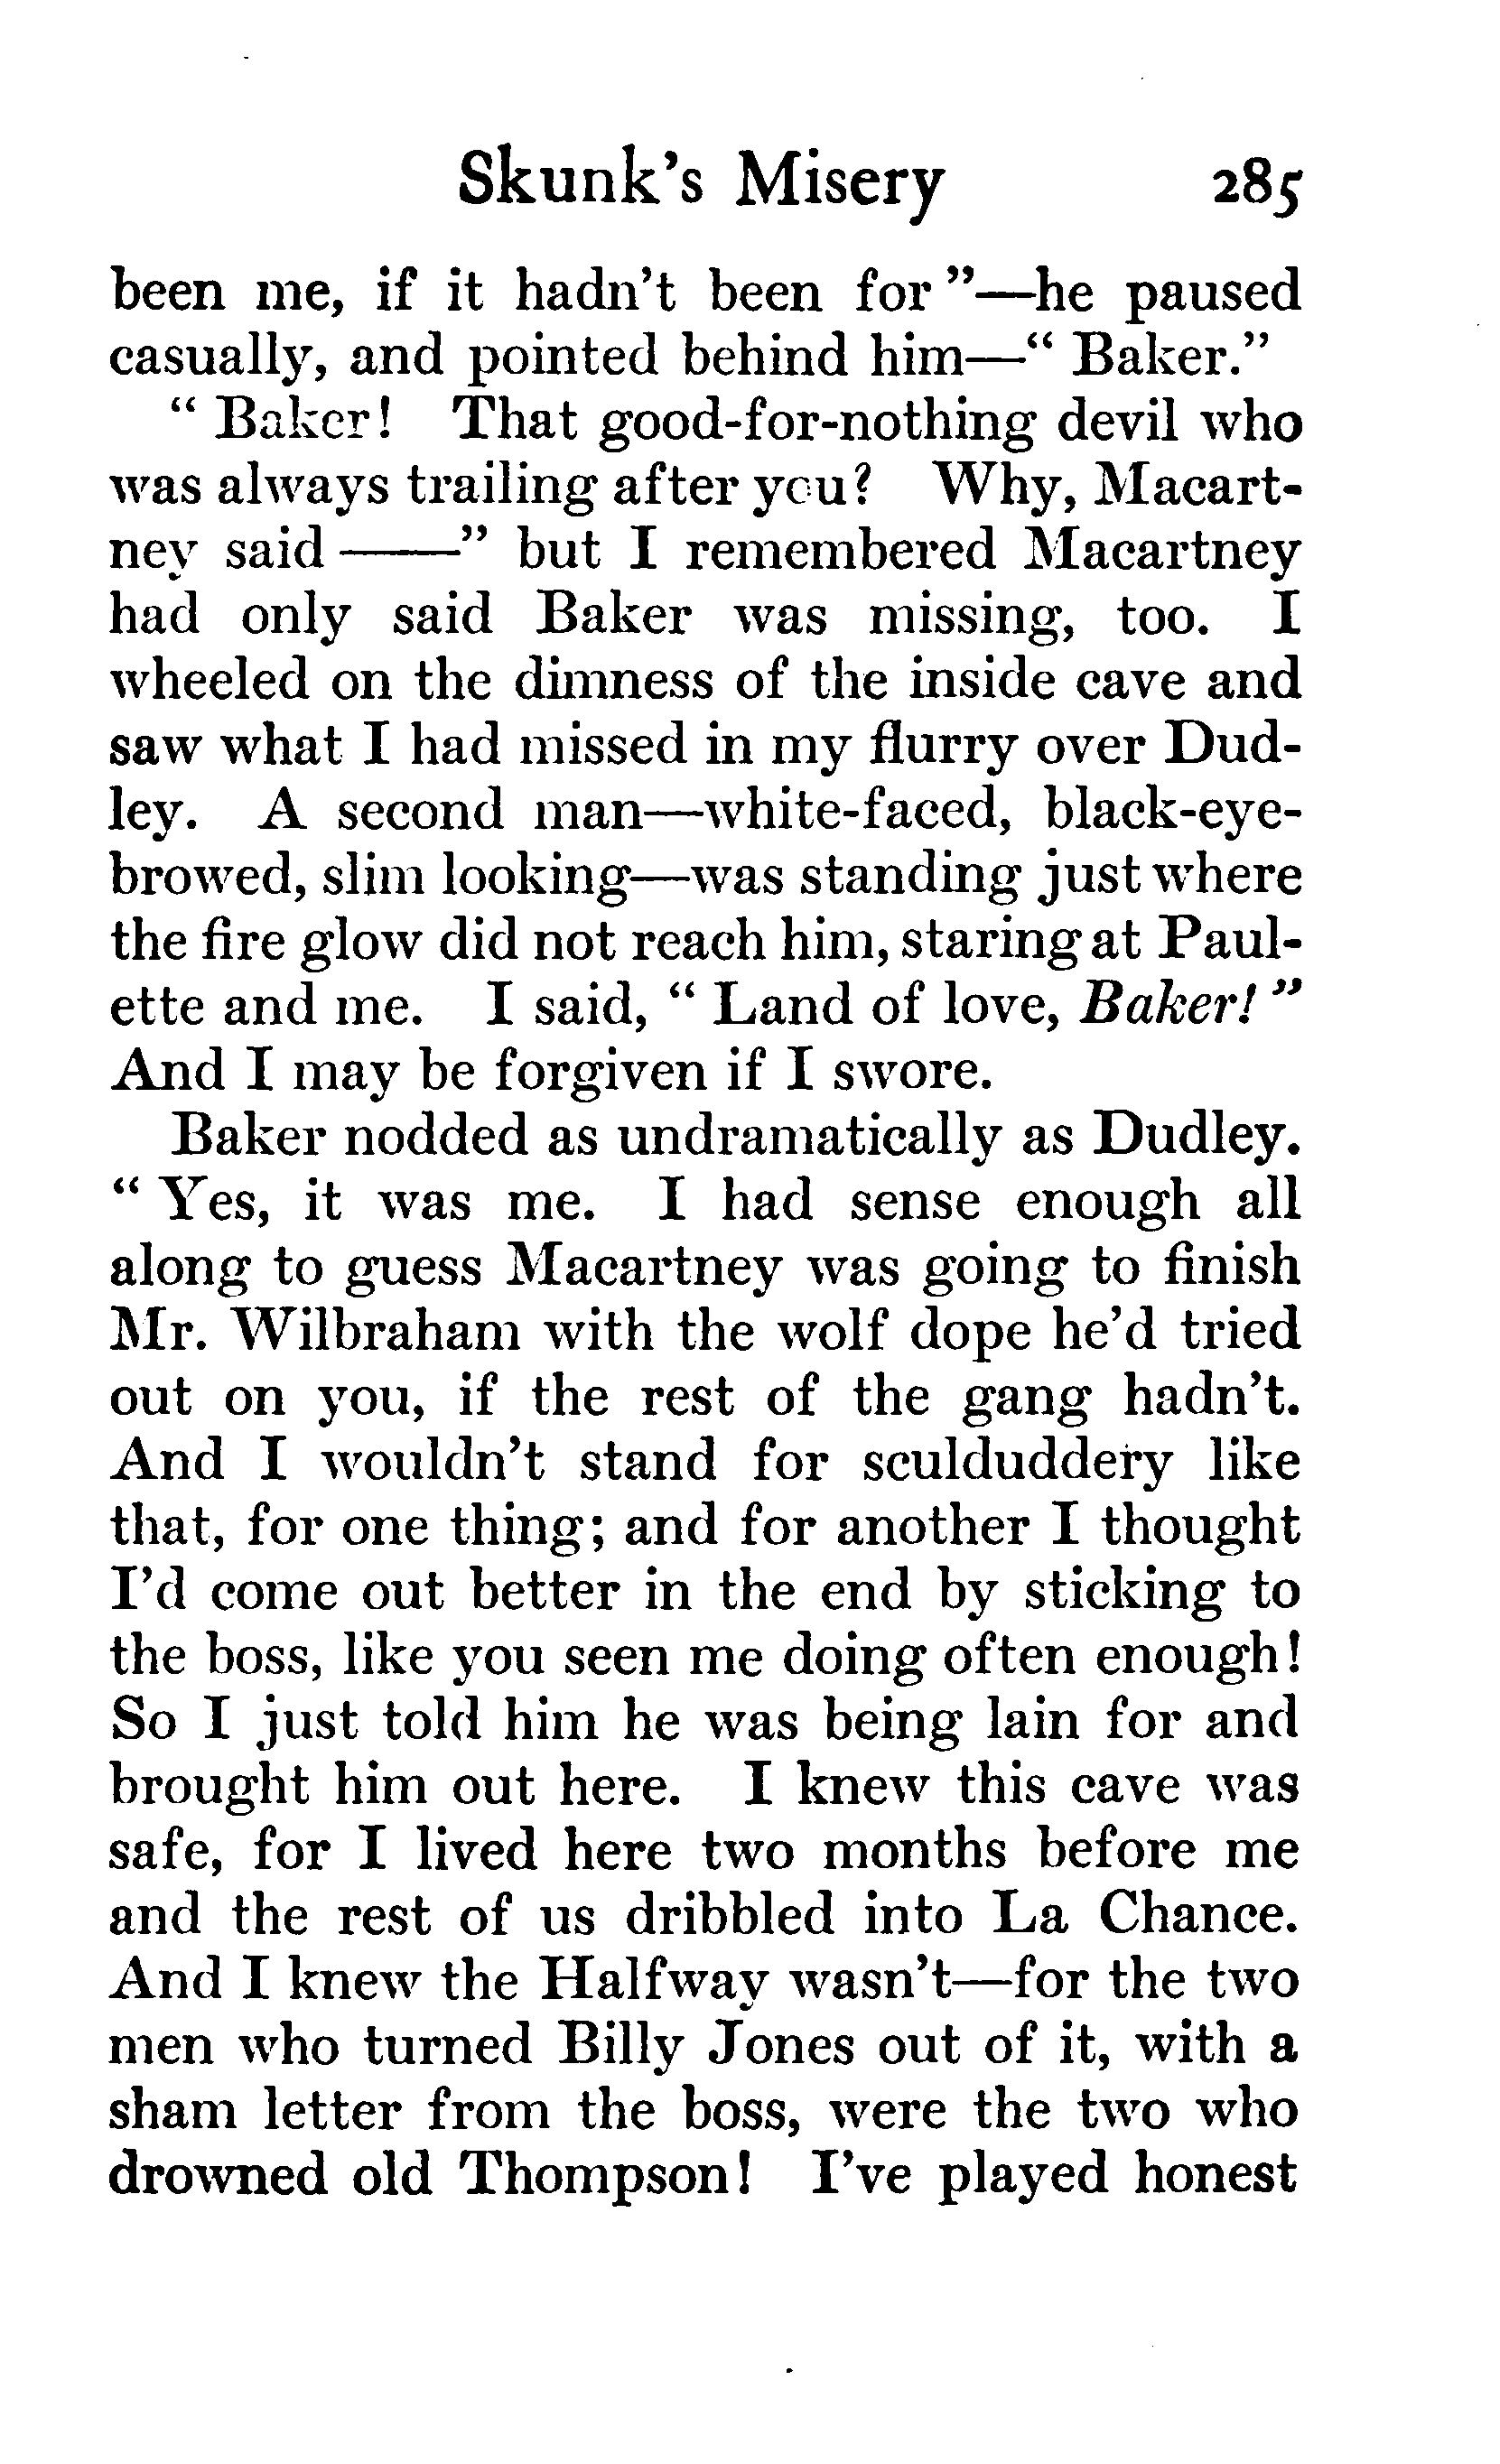 Skunk's Misery 285
been me, if it hadn't been for "—he paused
casually, and pointed behind him—" Baker."
" Baker! That good-for-nothing devil who
was always trailing after you? Why, Macart-
ney said ——" but I remembered Macartney
had only said Baker was missing, too. I
wheeled on the dimness of the inside cave and
saw what I had missed in my flurry over Dud-
ley. A second man—white-faced, black-eye-
browed, slim looking—was standing just where
the fire glow did not reach him, staring at Paul-
ette and me. I said, " Land of love, Baker! "
And I may be forgiven if I swore.
Baker nodded as undramatically as Dudley.
" Yes, it was me. I had sense enough all
along to guess Macartney was going to finish
Mr. Wilbraham with the wolf dope he'd tried
out on you, if the rest of the gang hadn't.
And I wouldn't stand for sculduddery like
that, for one thing; and for another I thought
I'd come out better in the end by sticking to
the boss, like you seen me doing often enough!
So I just told him he was being lain for and
brought him out here. I knew this cave was
safe, for I lived here two months before me
and the rest of us dribbled into La Chance.
And I knew the Halfway wasn't—for the two
men who turned Billy Jones out of it, with a
sham letter from the boss, were the two who
drowned old Thompson! I've played honest